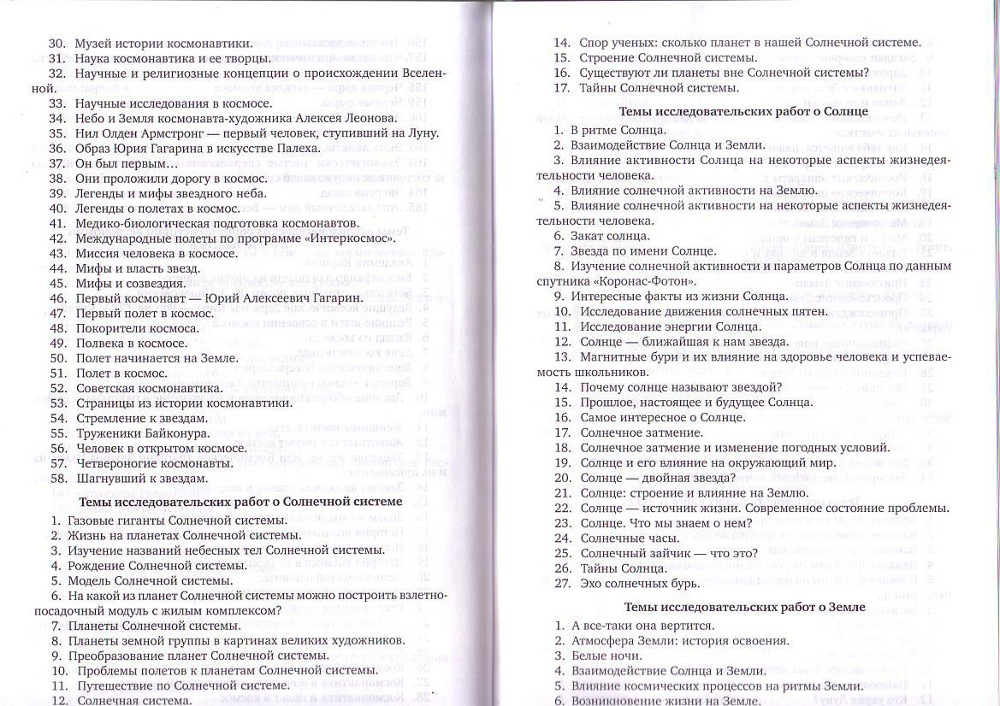 30. Музей истории космонавтики.
31. Наука космонавтика и ее творцы.
32. Научные и религиозные концепции о происхождении Вселен-
ной.
33. Научные исследования в космосе.
34. Небо и Земля космонавта-художника Алексея Леонова.
35. Нил Олден Армстронг — первый человек, ступивший на Луну.
36. Образ Юрия Гагарина в искусстве Палеха.
37. Он был первым...
38. Они проложили дорогу в космос.
39. Легенды и мифы звездного неба.
40. Легенды о полетах в космос.
41. Медико-биологическая подготовка космонавтов.
42. Международные полеты по программе «Интеркосмос».
43. Миссия человека в космосе.
44. Мифы и власть звезд.
45. Мифы и созвездия.
46. Первый космонавт — Юрий Алексеевич Гагарин.
47. Первый полет в космос.
48. Покорители космоса.
49. Полвека в космосе.
50. Полет начинается на Земле.
51. Полет в космос.
52. Советская космонавтика.
53. Страницы из истории космонавтики.
54. Стремление к звездам.
55. Труженики Байконура.
56. Человек в открытом космосе.
57. Четвероногие космонавты.
58. Шагнувший к звездам.
Темы исследовательских работ о Солнечной системе
1. Газовые гиганты Солнечной системы.
2. Жизнь на планетах Солнечной системы.
3. Изучение названий небесных тел Солнечной системы.
4. Рождение Солнечной системы.
5. Модель Солнечной системы.
6. На какой из планет Солнечной системы можно построить взлетно-
посадочный модуль с жилым комплексом?
7. Планеты Солнечной системы.
8. Планеты земной группы в картинах великих художников.
9. Преобразование планет Солнечной системы.
10. Проблемы полетов к планетам Солнечной системы.
11. Путешествие по Солнечной системе.
12. Солнечная система.
14. Спор ученых: сколько планет в нашей Солнечной системе.
15. Строение Солнечной системы.
16. Существуют ли планеты вне Солнечной системы?
17. Тайны Солнечной системы.
Темы исследовательских работ о Солнце
1. В ритме Солнца.
2. Взаимодействие Солнца и Земли.
3. Влияние активности Солнца на некоторые аспекты жизнедея-
тельности человека.
4. Влияние солнечной активности на Землю.
5. Влияние солнечной активности на некоторые аспекты жизнедея-
тельности человека.
6. Закат солнца.
7. Звезда по имени Солнце.
8. Изучение солнечной активности и параметров Солнца по данным
спутника «Коронас-Фотон».
9. Интересные факты из жизни Солнца.
10. Исследование движения солнечных пятен.
11. Исследование энергии Солнца.
12. Солнце — ближайшая к нам звезда.
13. Магнитные бури и их влияние на здоровье человека и успевае-
мость школьников.
14. Почему солнце называют звездой?
15. Прошлое, настоящее и будущее Солнца.
16. Самое интересное о Солнце.
17. Солнечное затмение.
18. Солнечное затмение и изменение погодных условий.
19. Солнце и его влияние на окружающий мир.
20. Солнце — двойная звезда?
21. Солнце: строение и влияние на Землю.
22. Солнце — источник жизни. Современное состояние проблемы.
23. Солнце. Что мы знаем о нем?
24. Солнечные часы.
25. Солнечный зайчик — что это?
26. Тайны Солнца.
27. Эхо солнечных бурь.
Темы исследовательских работ о Земле
1. А все-таки она вертится.
2. Атмосфера Земли: история освоения.
3. Белые ночи.
4. Взаимодействие Солнца и Земли.
5. Влияние космических процессов на ритмы Земли.
6. Возникновение жизни на Земле.